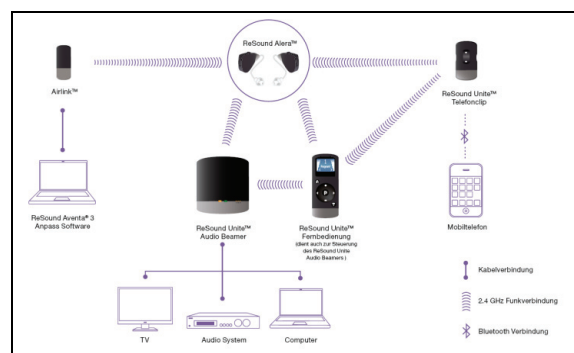 ReSound Alera™
Airlink™
ReSound Unite™
Telefonclip
ReSound Aventa® 3
Anpass Software
ReSound Unite™
Audio Beamer
ReSound Unite™
Fernbedienung
(dient auch zur Steuerung
des ReSound Unite
Audio Beamers.)
P
Mobiltelefon
TV
Audio System
Computer
Kabelverbindung
2.4 GHz Funkverbindung
Bluetooth Verbindung